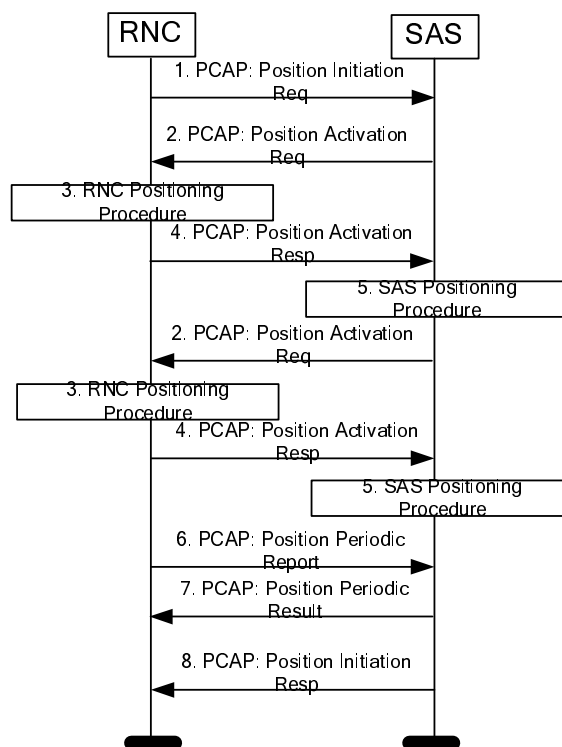 RNC
SAS
1. PCAP: Position Initiation
Req
2. PCAP: Position Activation
Req
3. RNC Positioning
Procedure
4. PCAP: Position Activation
Resp
5. SAS Positioning
Procedure
2. PCAP: Position Activation
Req
3. RNC Positioning
Procedure
4. PCAP: Position Activation
Resp
5. SAS Positioning
Procedure
6. PCAP: Position Periodic
Report
7. PCAP: Position Periodic
Result
8. PCAP: Position Initiation
Resp